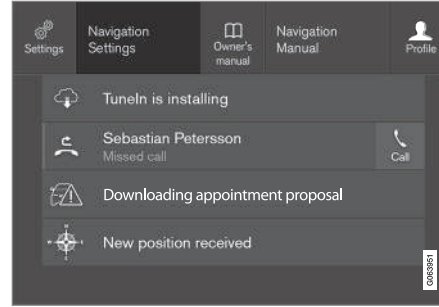 Settings
Navigation
Settings
Owner's
manual
Navigation
Manual
Profile
TuneIn is installing
Sebastian Petersson
Missed call
Call
Downloading appointment proposal
New position received
G063951